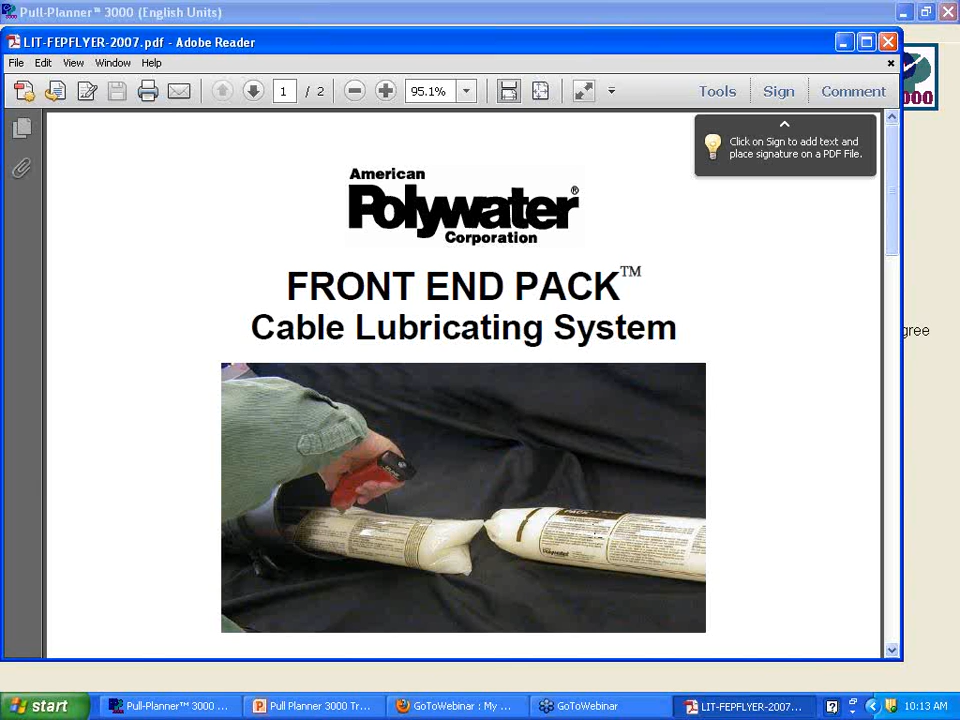 Pull-Planner™ 3000 (English Units)
LIT-FEPFLYER-2007.pdf - Adobe Reader
File Edit View Window Help
1 / 2 95.1% Tools Sign Comment
Click on Sign to add text and
place signature on a PDF File.
American
Polywater®
Corporation
FRONT END PACK™
Cable Lubricating System
gree
3000
start Pull-Planner™ 3000 ... Pull Planner 3000 Tr... GoToWebinar : My ... GoToWebinar LIT-FEPFLYER-2007... 10:13 AM